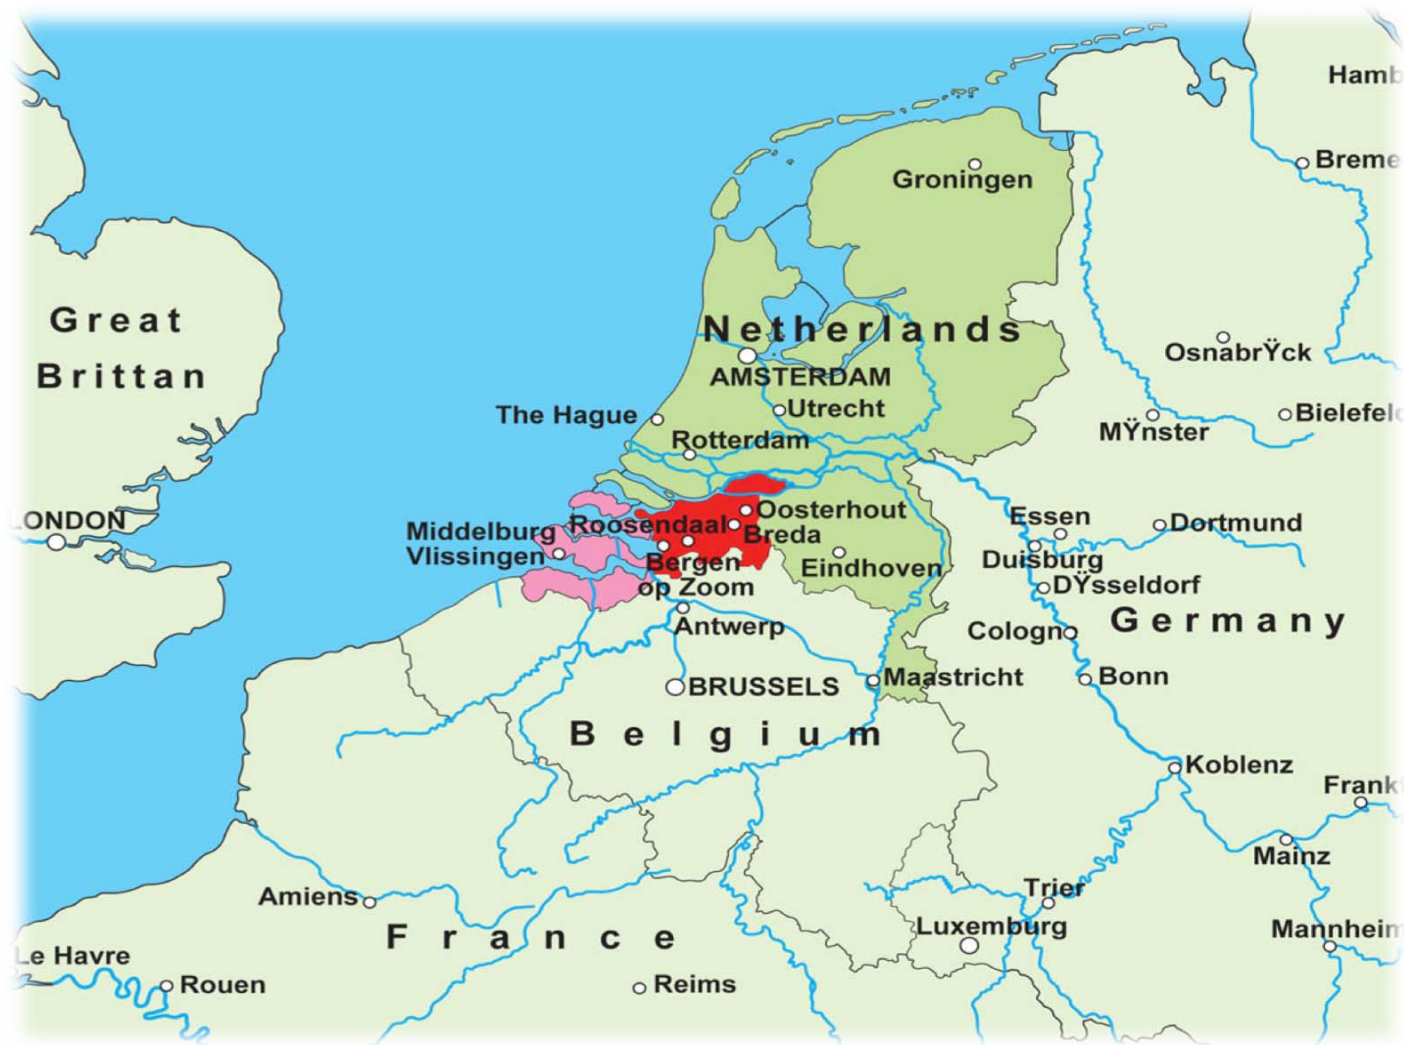 Hamb
Groningen
Breme
Great
Brittan
Netherlands
OsnabrŸck
AMSTERDAM
The Hague
Utrecht
Bielefeld
MŸnster
Rotterdam
LONDON
Middelburg
Vlissingen
Roosendaal
Oosterhout
Breda
Essen
Dortmund
Bergen
op Zoom
Eindhoven
Duisburg
DŸsseldorf
Antwerp
Cologn
Germany
BRUSSELS
Maastricht
Bonn
Belgium
Koblenz
Frankf
Mainz
Amiens
Trier
France
Luxemburg
Mannheim
Le Havre
Rouen
Reims